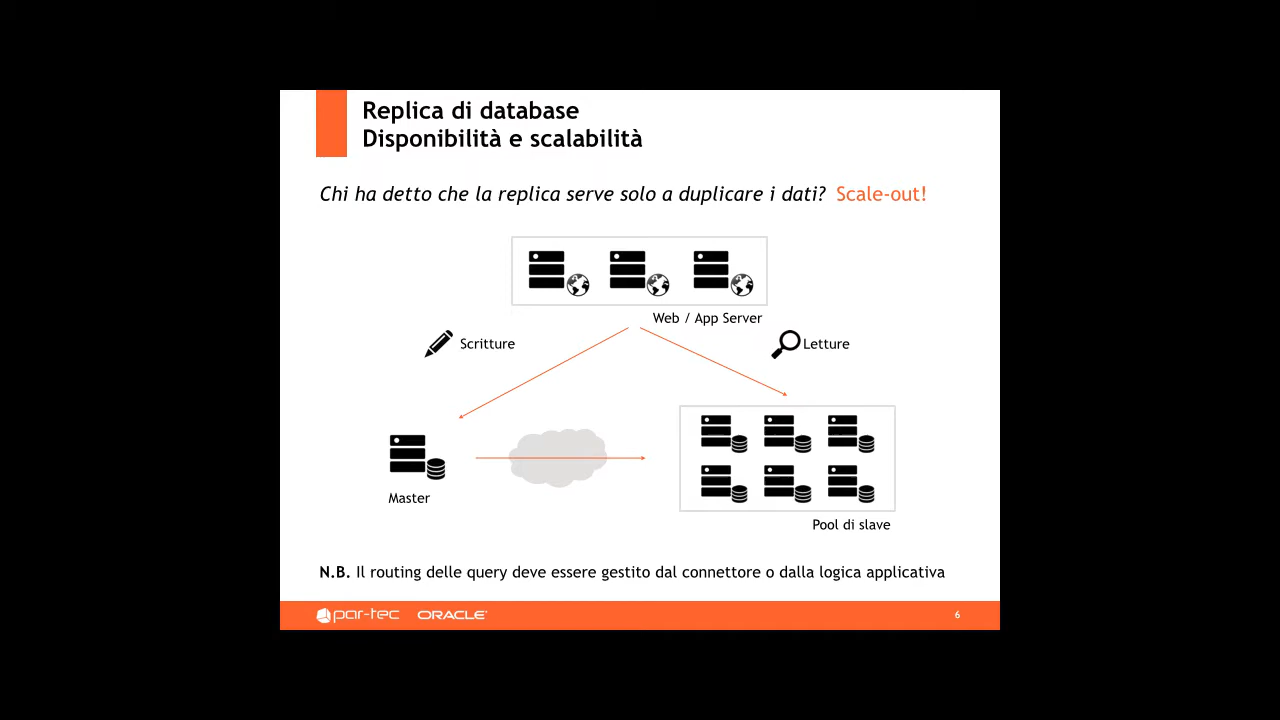 Replica di database
Disponibilità e scalabilità
Chi ha detto che la replica serve solo a duplicare i dati? Scale-out!
Web / App Server
Scritture
Letture
Master
Pool di slave
N.B. Il routing delle query deve essere gestito dal connettore o dalla logica applicativa
par-tec ORACLE 6